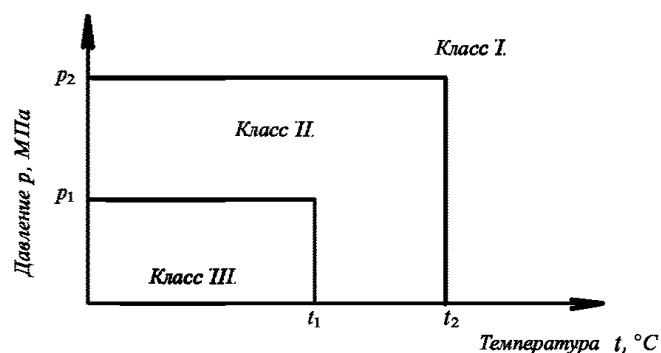 Класс I.
p₂
Класс II.
Давление p, МПа
p₁
Класс III.
t₁
t₂
Температура t, °C